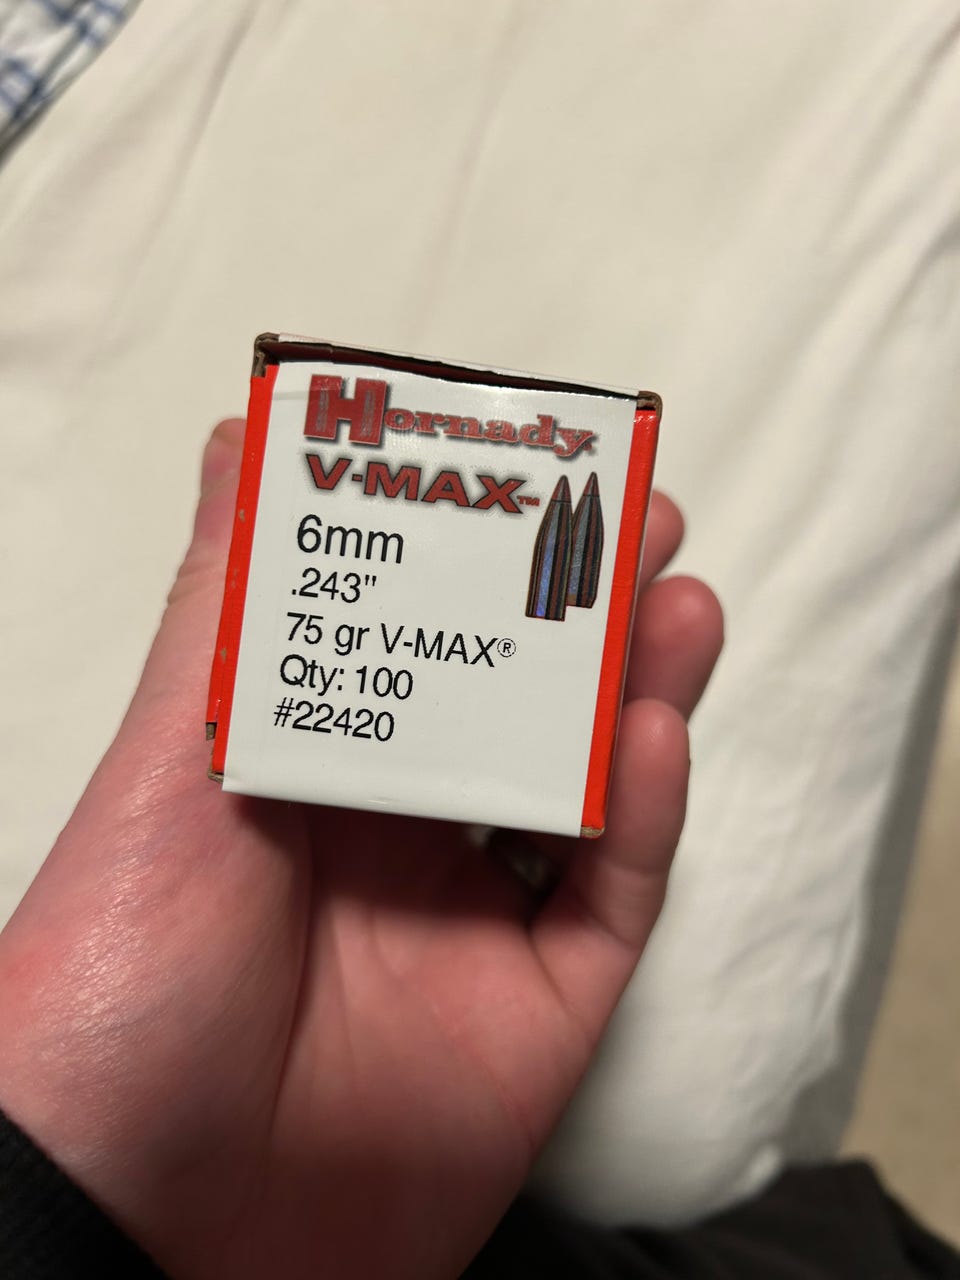 Hornady
V-MAX™
6mm
.243"
75 gr V-MAX®
Qty: 100
#22420